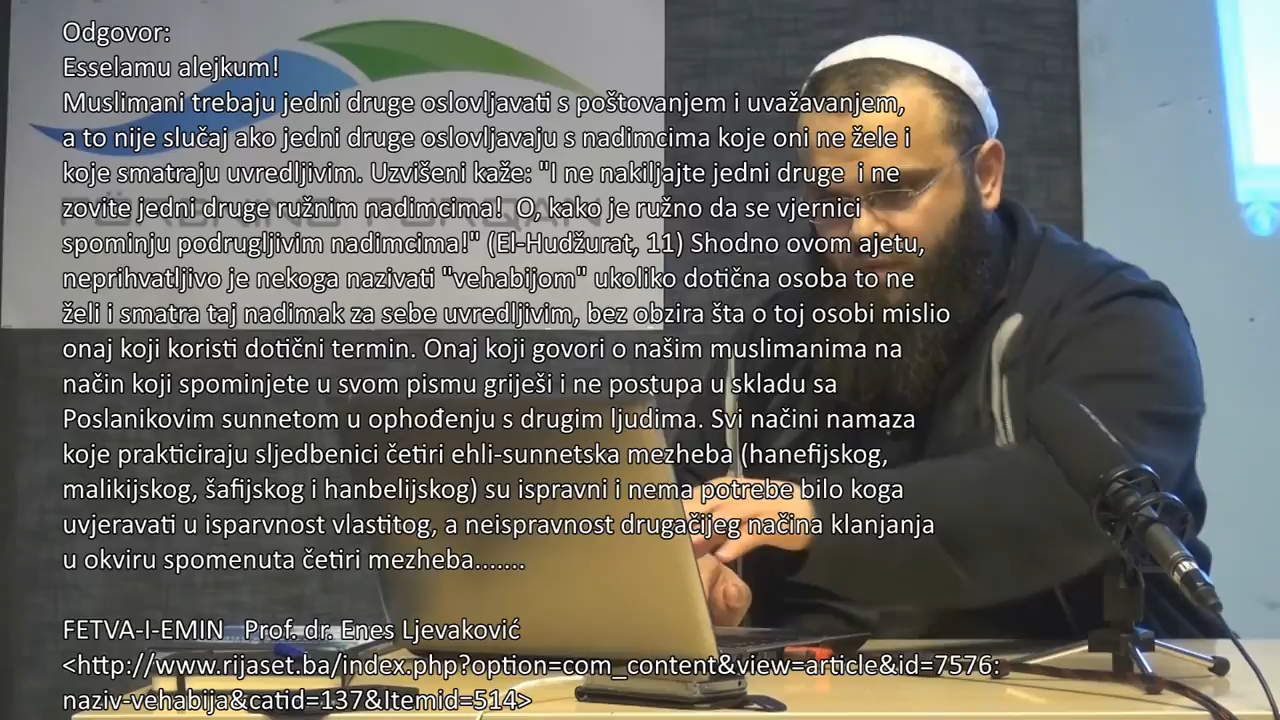 Odgovor:
Esselamu alejkum!
Muslimani trebaju jedni druge oslovljavati s poštovanjem i uvažavanjem,
a to nije slučaj ako jedni druge oslovljavaju s nadimcima koje oni ne žele i
koje smatraju uvredljivim. Uzvišeni kaže: "I ne nakiljajte jedni druge i ne
zovite jedni druge ružnim nadimcima! O, kako je ružno da se vjernici
spominju podrugljivim nadimcima!" (El-Hudžurat, 11) Shodno ovom ajetu,
neprihvatljivo je nekoga nazivati "vehabijom" ukoliko dotična osoba to ne
želi i smatra taj nadimak za sebe uvredljivim, bez obzira šta o toj osobi mislio
onaj koji koristi dotični termin. Onaj koji govori o našim muslimanima na
način koji spominjete u svom pismu griješi i ne postupa u skladu sa
Poslanikovim sunnetom u ophođenju s drugim ljudima. Svi načini namaza
koje prakticiraju sljedbenici četiri ehli-sunnetska mezheba (hanefijskog,
malikijskog, šafijskog i hanbelijskog) su ispravni i nema potrebe bilo koga
uvjeravati u isparvnost vlastitog, a neispravnost drugačijeg načina klanjanja
u okviru spomenuta četiri mezheba.......
FETVA-I-EMIN Prof. dr. Enes Ljevaković
<http://www.rijaset.ba/index.php?option=com_content&view=article&id=7576:
naziv-vehabija&catid=137&Itemid=514>